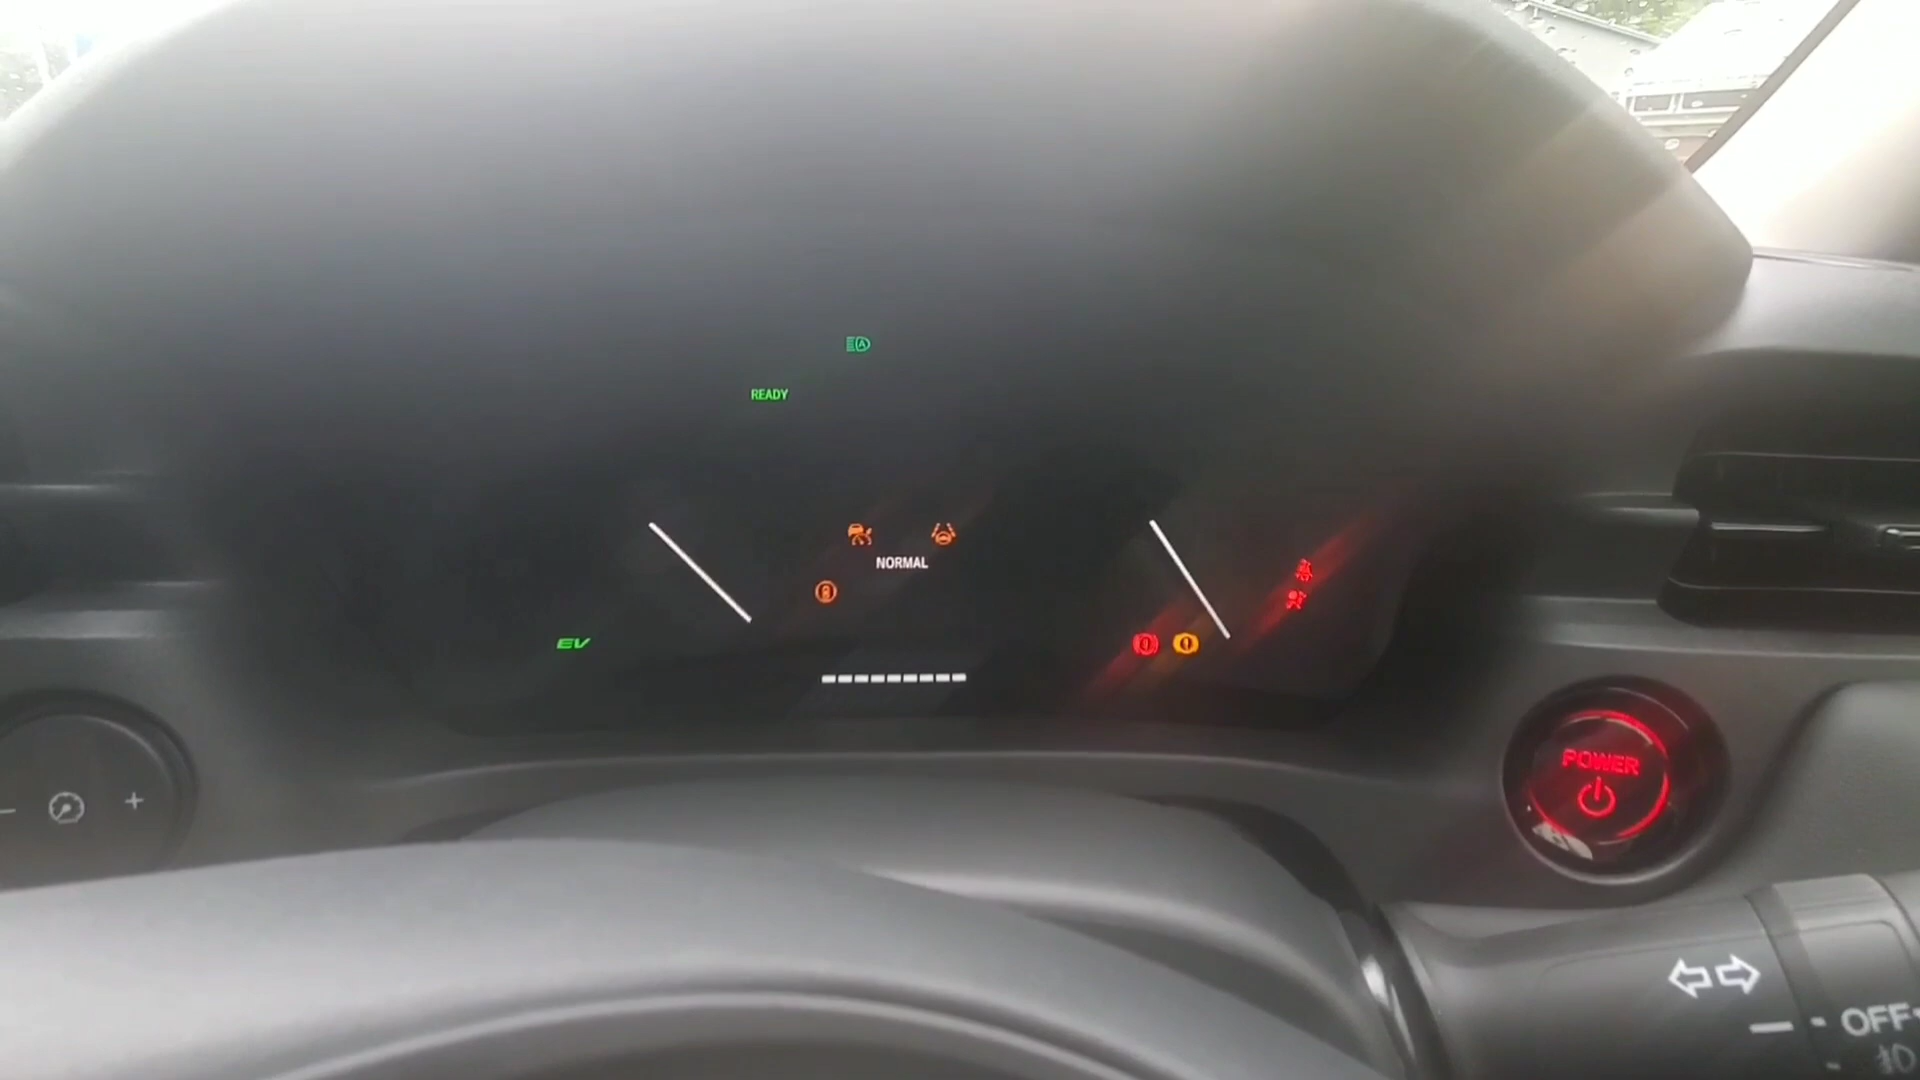 READY
NORMAL
EV
POWER
- +
OFF